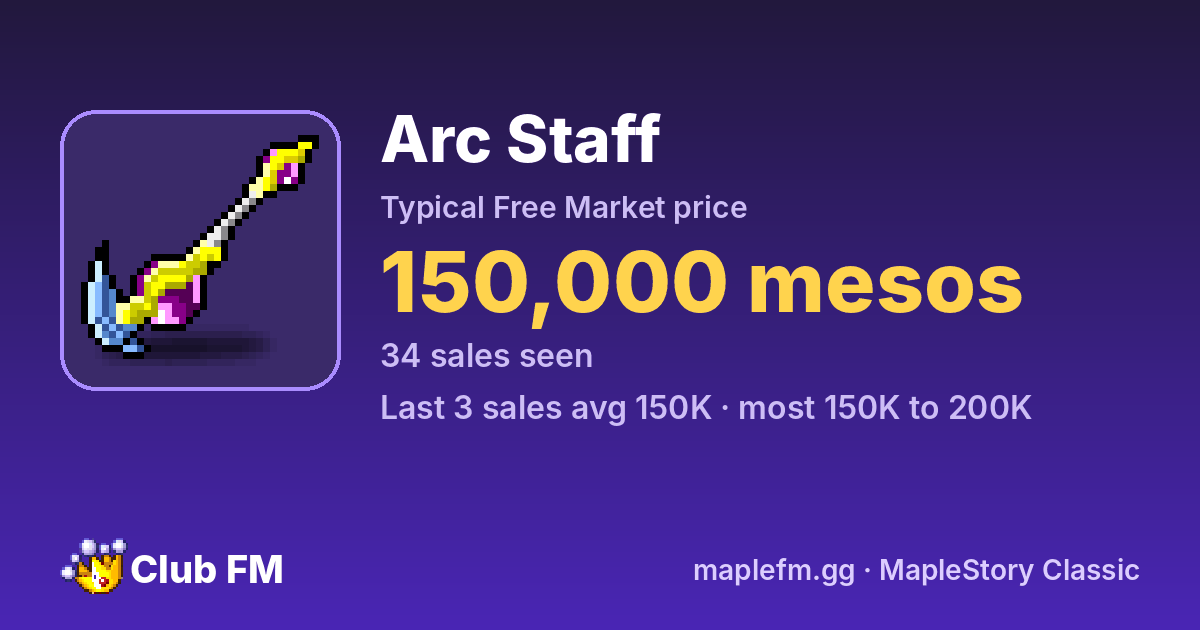 Arc Staff
Typical Free Market price
150,000 mesos
34 sales seen
Last 3 sales avg 150K · most 150K to 200K
Club FM
maplefm.gg · MapleStory Classic